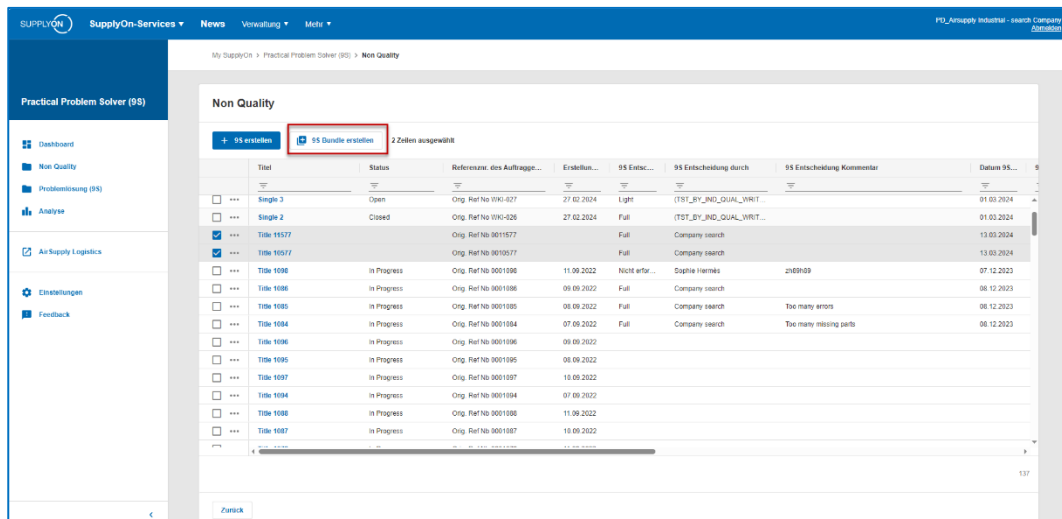 SUPPLYON SupplyOn-Services News Verwaltung Mehr PD_Airsupply Industrial - search Company
Abmelden
My SupplyOn > Practical Problem Solver (9S) > Non Quality
Practical Problem Solver (9S)
Dashboard
Non Quality
Problemlösung (9S)
Analyse
AirSupply Logistics
Einstellungen
Feedback
Non Quality
+ 9S erstellen 9S Bundle erstellen 2 Zeilen ausgewählt
Titel Status Referenznr. des Auftragge... Erstellun... 9S Entsc... 9S Entscheidung durch 9S Entscheidung Kommentar Datum 9S... 9
Single 3 Open Orig. Ref No WKI-027 27.02.2024 Light (TST_BY_IND_QUAL_WRIT... 01.03.2024
Single 2 Closed Orig. Ref No WKI-026 27.02.2024 Full (TST_BY_IND_QUAL_WRIT... 01.03.2024
Title 11577 Orig. Ref No 0011577 Full Company search 13.03.2024
Title 10577 Orig. Ref No 0010577 Full Company search 13.03.2024
Title 1098 In Progress Orig. Ref Nb 0001098 11.09.2022 Nicht erfor... Sophie Hermès zh89h89 07.12.2023
Title 1086 In Progress Orig. Ref Nb 0001086 09.09.2022 Full Company search 08.12.2023
Title 1085 In Progress Orig. Ref Nb 0001085 08.09.2022 Full Company search Too many errors 08.12.2023
Title 1084 In Progress Orig. Ref Nb 0001084 07.09.2022 Full Company search Too many missing parts 08.12.2023
Title 1096 In Progress Orig. Ref Nb 0001096 09.09.2022
Title 1095 In Progress Orig. Ref Nb 0001095 08.09.2022
Title 1097 In Progress Orig. Ref Nb 0001097 10.09.2022
Title 1094 In Progress Orig. Ref Nb 0001094 07.09.2022
Title 1088 In Progress Orig. Ref Nb 0001088 11.09.2022
Title 1087 In Progress Orig. Ref Nb 0001087 10.09.2022
137
Zurück